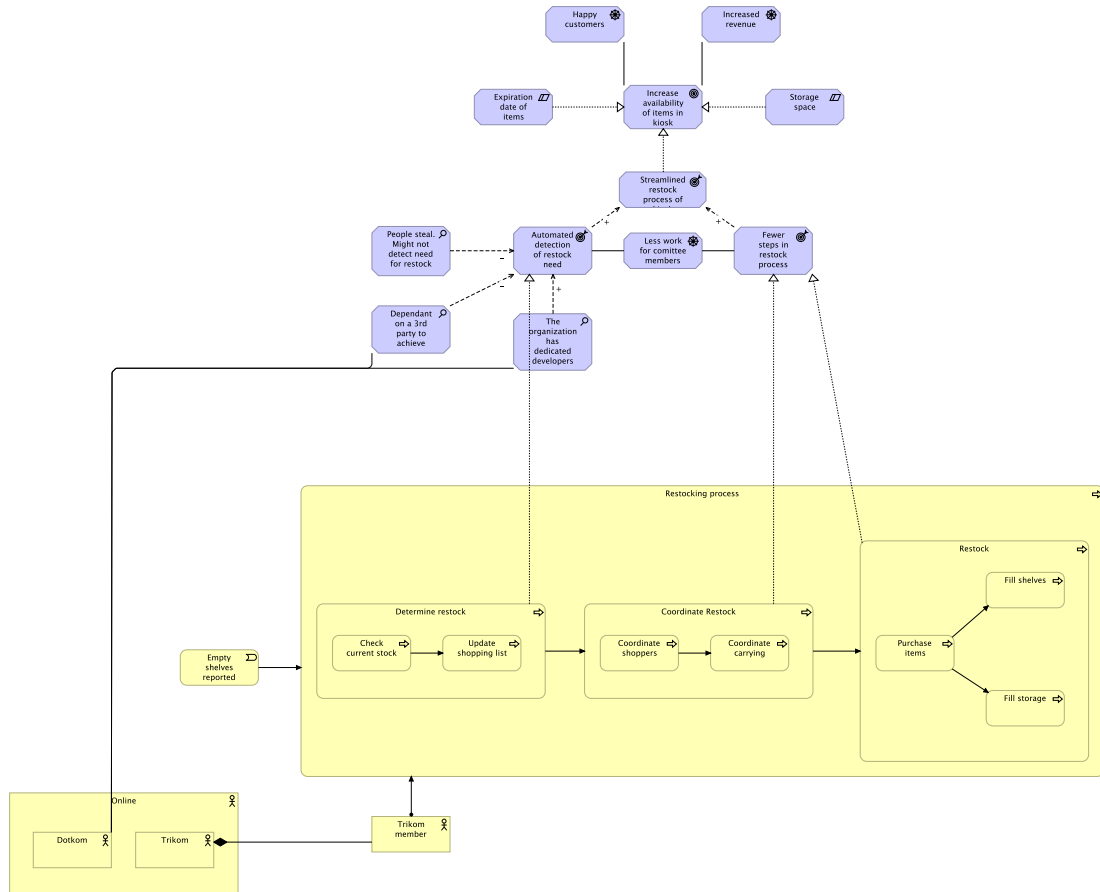 Happy
customers
Increased
revenue
Expiration
date of
items
Increase
availability
of items in
kiosk
Storage
space
Streamlined
restock
process of
People steal.
Might not
detect need
for restock
Automated
detection
of restock
need
Less work
for comittee
members
Fewer
steps in
restock
process
+
+
-
-
+
Dependant
on a 3rd
party to
achieve
The
organization
has
dedicated
developers
Restocking process
Restock
Determine restock
Check
current stock
Update
shopping list
Coordinate Restock
Coordinate
shoppers
Coordinate
carrying
Fill shelves
Purchase
items
Fill storage
Empty
shelves
reported
Online
Dotkom
Trikom
Trikom
member